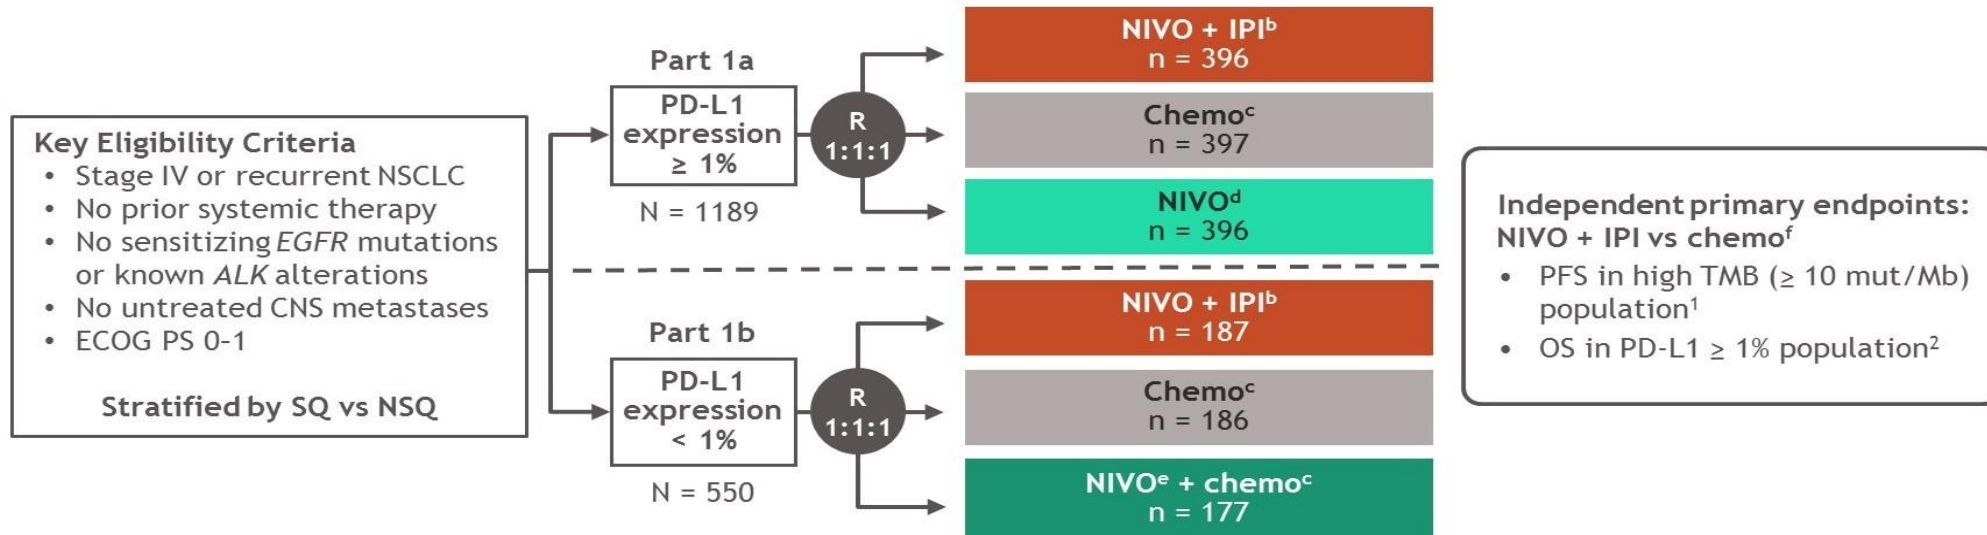 Key Eligibility Criteria
• Stage IV or recurrent NSCLC
• No prior systemic therapy
• No sensitizing EGFR mutations
or known ALK alterations
• No untreated CNS metastases
• ECOG PS 0-1
Stratified by SQ vs NSQ
Part 1a
PD-L1
expression
≥ 1%
N = 1189
R
1:1:1
NIVO + IPIᵇ
n = 396
Chemoᶜ
n = 397
NIVOᵈ
n = 396
Part 1b
PD-L1
expression
< 1%
N = 550
R
1:1:1
NIVO + IPIᵇ
n = 187
Chemoᶜ
n = 186
NIVOᵉ + chemoᶜ
n = 177
Independent primary endpoints:
NIVO + IPI vs chemoᶠ
• PFS in high TMB (≥ 10 mut/Mb)
population¹
• OS in PD-L1 ≥ 1% population²